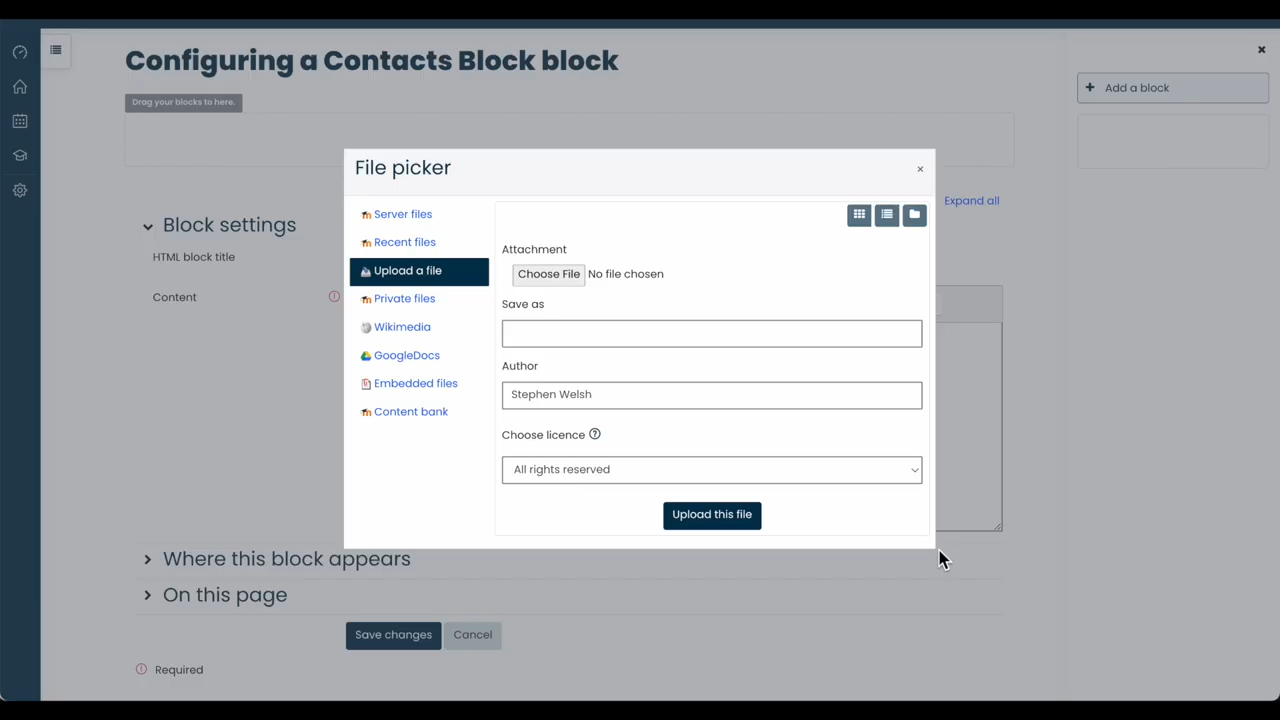 Configuring a Contacts Block block
Drag your blocks to here.
Add a block
File picker
Expand all
Block settings
HTML block title
Content
Server files
Recent files
Upload a file
Private files
Wikimedia
GoogleDocs
Embedded files
Content bank
Attachment
Choose File No file chosen
Save as
Author
Stephen Welsh
Choose licence
All rights reserved
Upload this file
Where this block appears
On this page
Save changes Cancel
Required